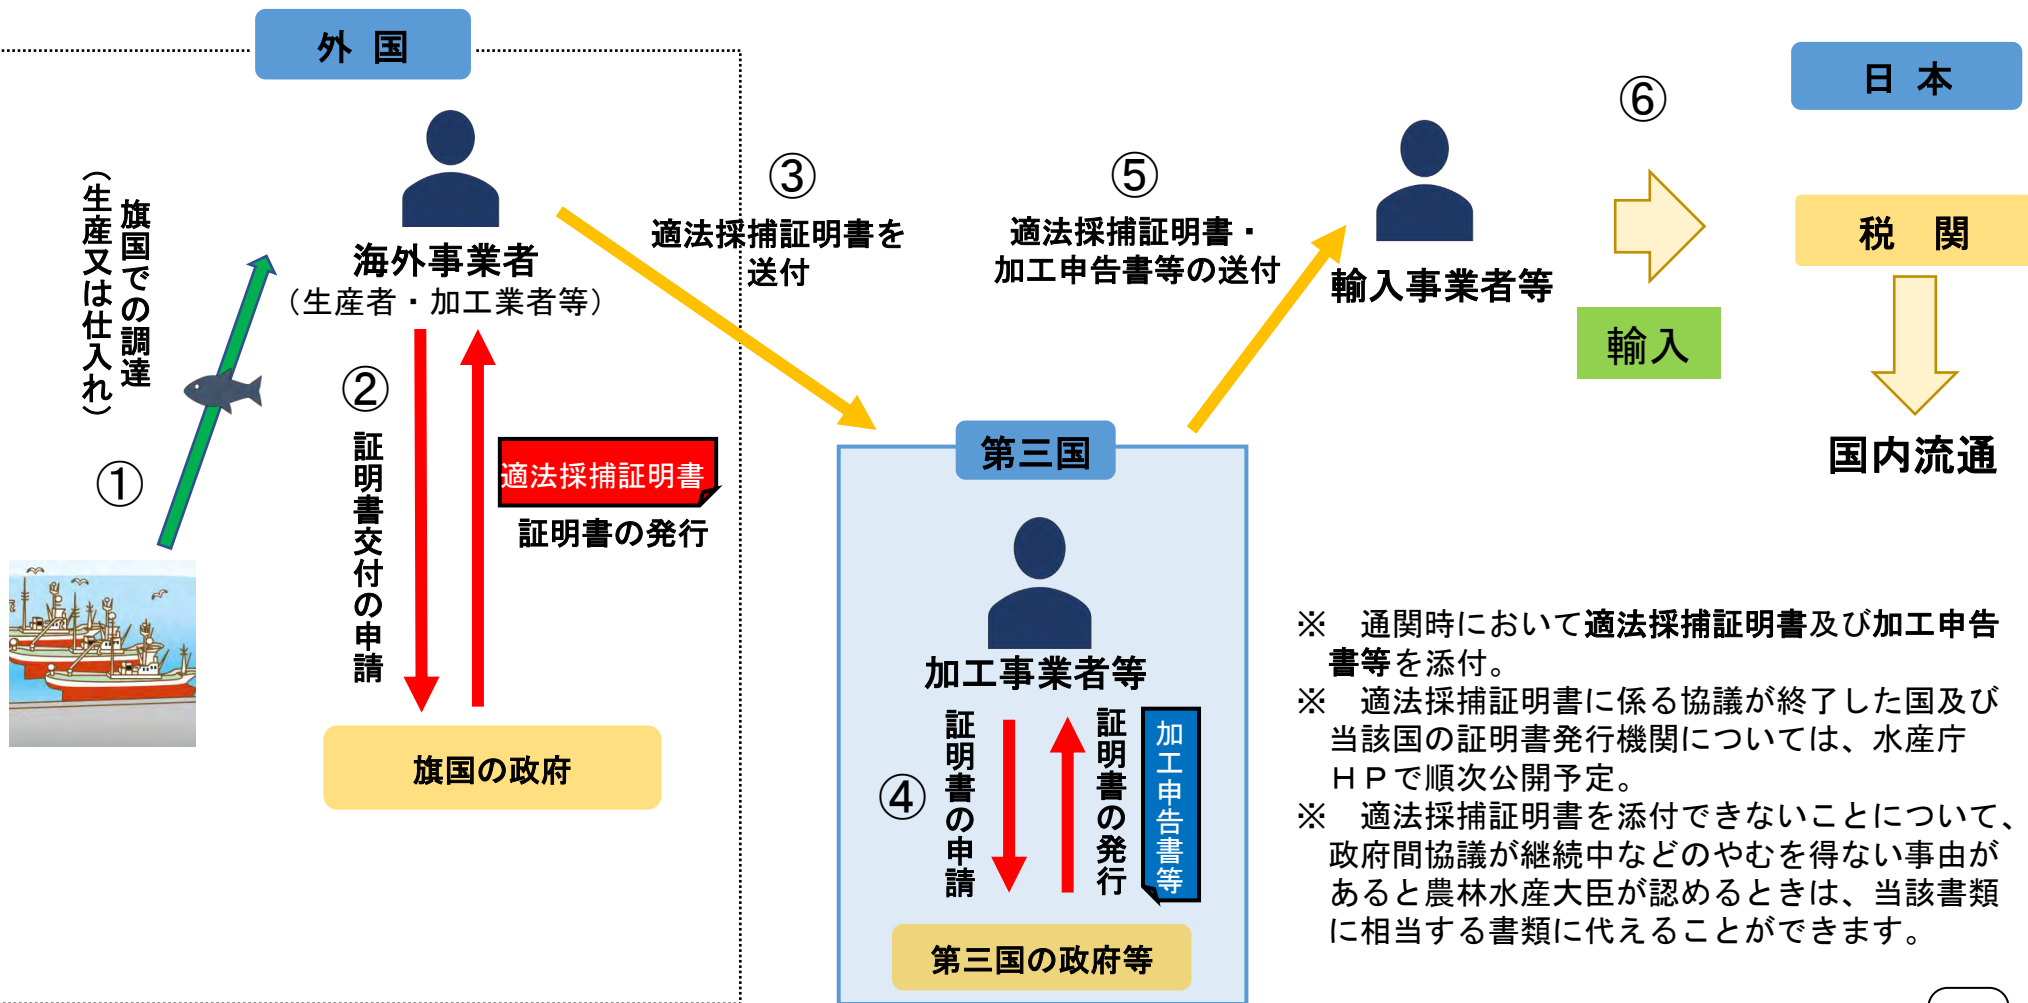 外 国
日 本
①
旗国での調達
（生産又は仕入れ）
海外事業者
（生産者・加工業者等）
②
証明書交付の申請
適法採捕証明書
証明書の発行
旗国の政府
③
適法採捕証明書を
送付
第三国
加工事業者等
④
証明書の申請
証明書の発行
加工申告書等
第三国の政府等
⑤
適法採捕証明書・
加工申告書等の送付
輸入事業者等
⑥
輸入
税 関
国内流通
※ 通関時において適法採捕証明書及び加工申告
書等を添付。
※ 適法採捕証明書に係る協議が終了した国及び
当該国の証明書発行機関については、水産庁
ＨＰで順次公開予定。
※ 適法採捕証明書を添付できないことについて、
政府間協議が継続中などのやむを得ない事由が
あると農林水産大臣が認めるときは、当該書類
に相当する書類に代えることができます。